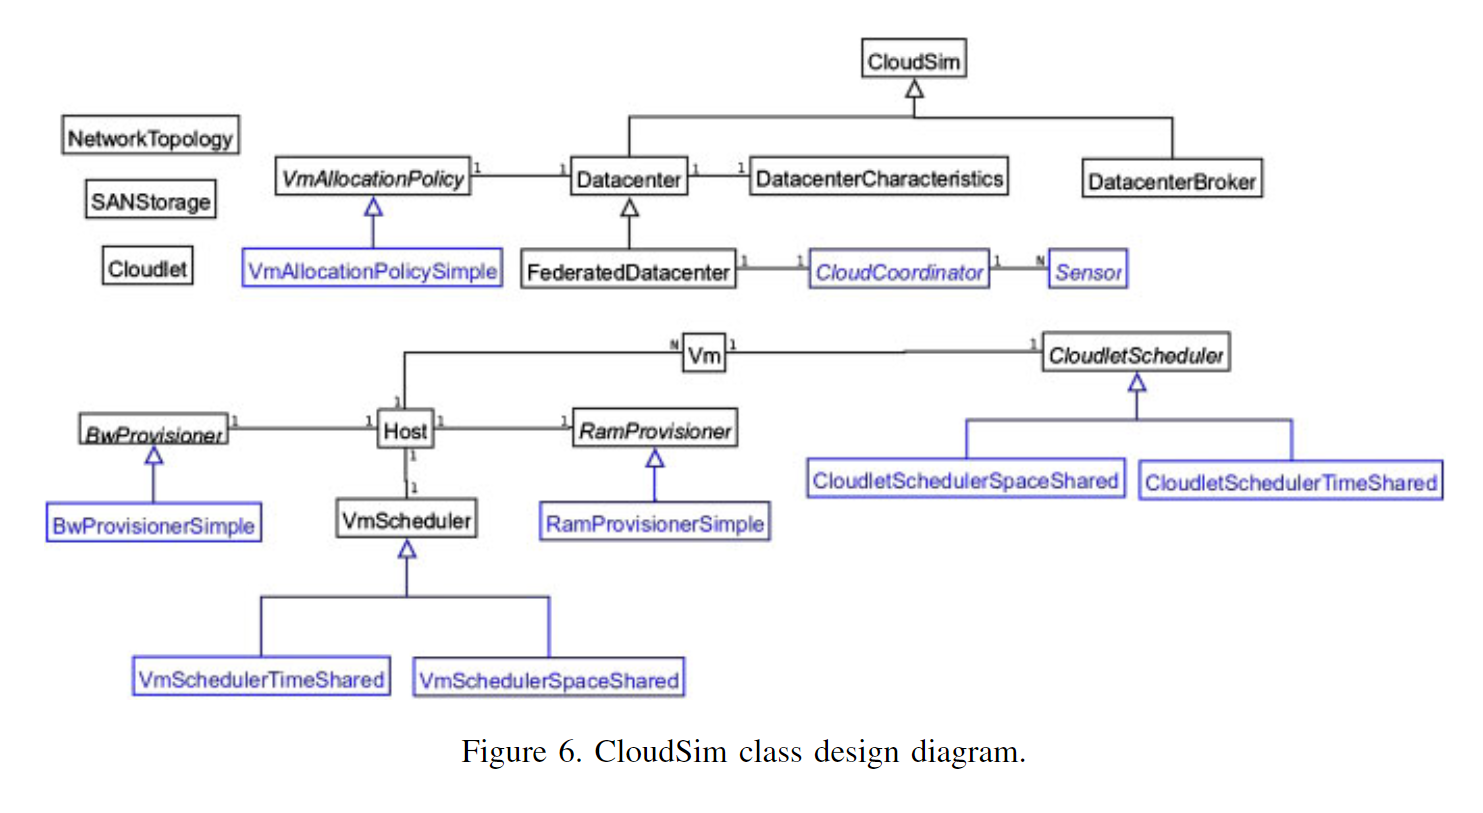 CloudSim
NetworkTopology
VmAllocationPolicy 1 1 Datacenter 1 1 DatacenterCharacteristics
DatacenterBroker
SANStorage
Cloudlet
VmAllocationPolicySimple
FederatedDatacenter 1 1 CloudCoordinator 1 N Sensor
N Vm 1 1 CloudletScheduler
1
BwProvisioner 1 1 Host 1 1 RamProvisioner
1
CloudletSchedulerSpaceShared
CloudletSchedulerTimeShared
1
BwProvisionerSimple
VmScheduler
RamProvisionerSimple
VmSchedulerTimeShared
VmSchedulerSpaceShared
Figure 6. CloudSim class design diagram.